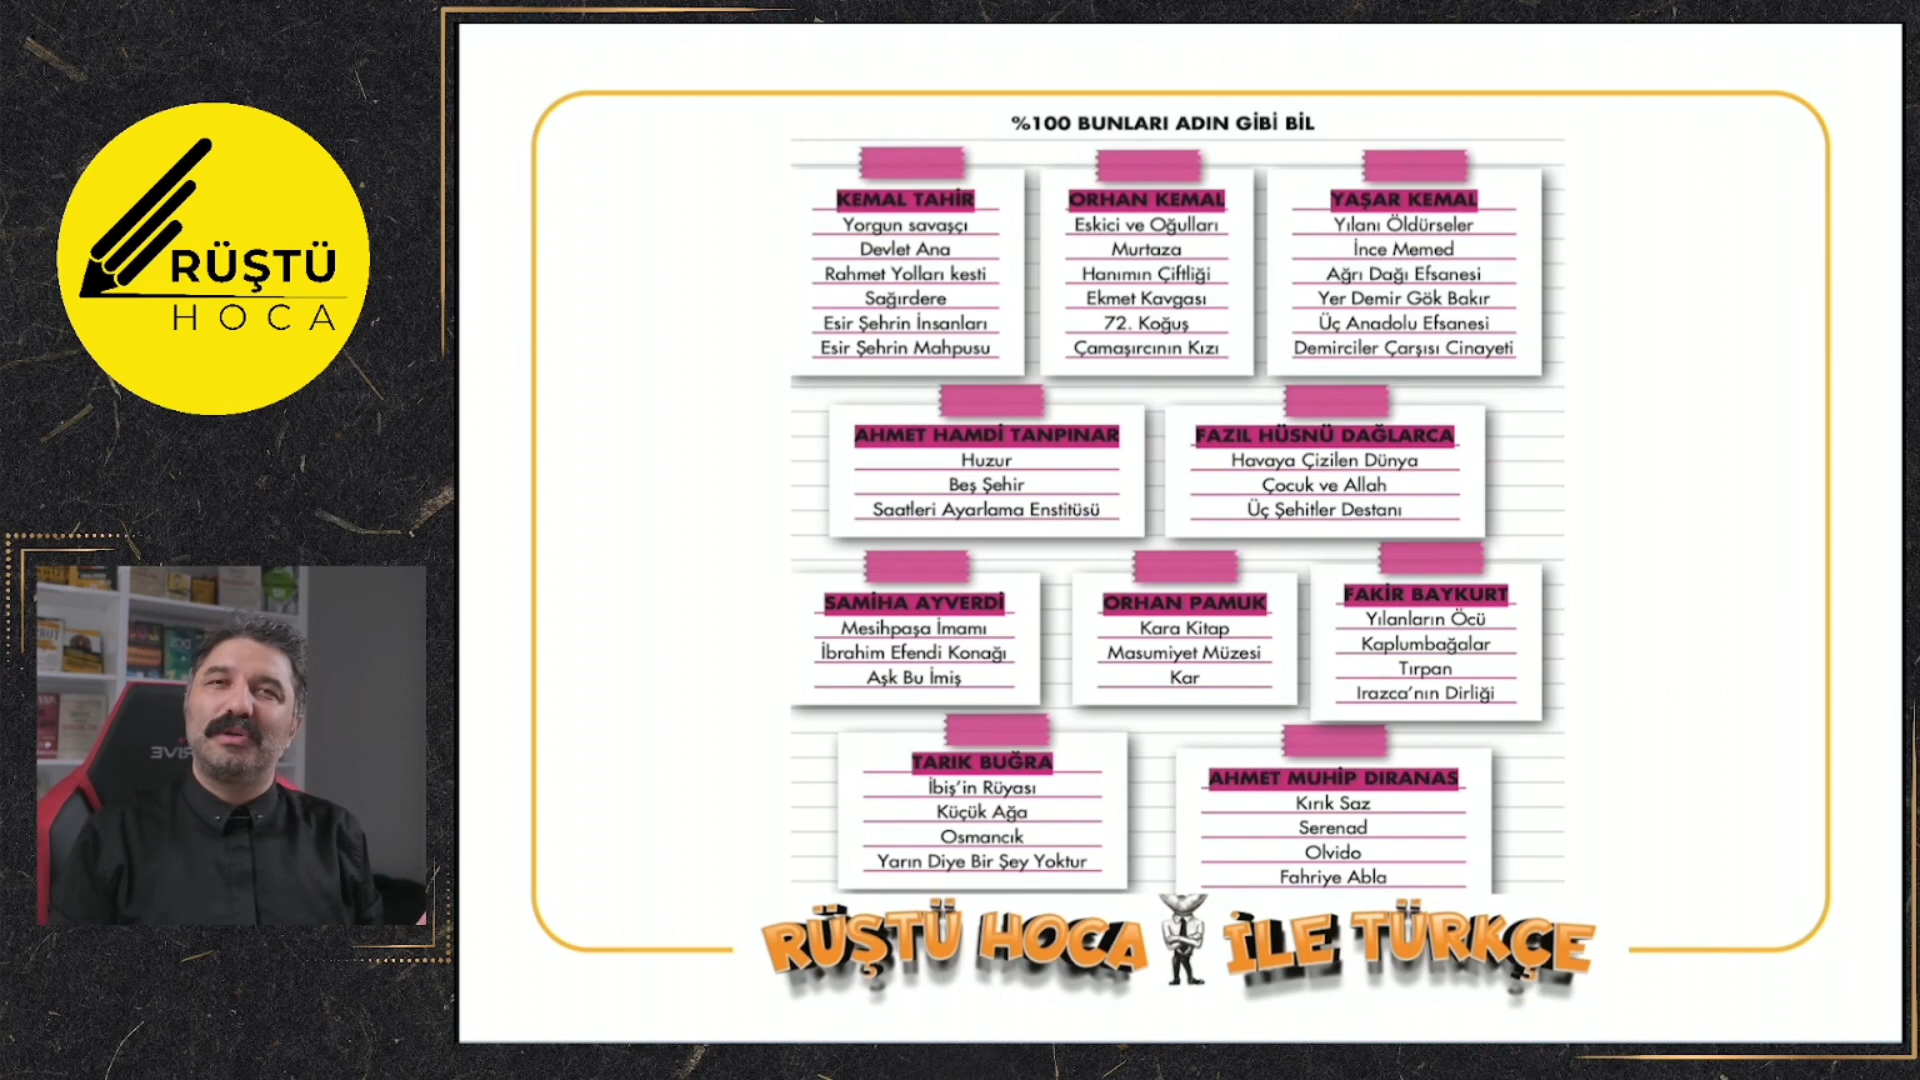 RÜŞTÜ
HOCA
%100 BUNLARI ADIN GİBİ BİL
KEMAL TAHİR
Yorgun savaşçı
Devlet Ana
Rahmet Yolları kesti
Sağırdere
Esir Şehrin İnsanları
Esir Şehrin Mahpusu
ORHAN KEMAL
Eskici ve Oğulları
Murtaza
Hanımın Çiftliği
Ekmet Kavgası
72. Koğuş
Çamaşırcının Kızı
YAŞAR KEMAL
Yılanı Öldürseler
İnce Memed
Ağrı Dağı Efsanesi
Yer Demir Gök Bakır
Üç Anadolu Efsanesi
Demirciler Çarşısı Cinayeti
AHMET HAMDİ TANPINAR
Huzur
Beş Şehir
Saatleri Ayarlama Enstitüsü
FAZIL HÜSNÜ DAĞLARCA
Havaya Çizilen Dünya
Çocuk ve Allah
Üç Şehitler Destanı
SAMİHA AYVERDİ
Mesihpaşa İmamı
İbrahim Efendi Konağı
Aşk Bu İmiş
ORHAN PAMUK
Kara Kitap
Masumiyet Müzesi
Kar
FAKİR BAYKURT
Yılanların Öcü
Kaplumbağalar
Tırpan
Irazca'nın Dirliği
TARIK BUĞRA
İbiş'in Rüyası
Küçük Ağa
Osmancık
Yarın Diye Bir Şey Yoktur
AHMET MUHİP DIRANAS
Kırık Saz
Serenad
Olvido
Fahriye Abla
RÜŞTÜ HOCA İLE TÜRKÇE